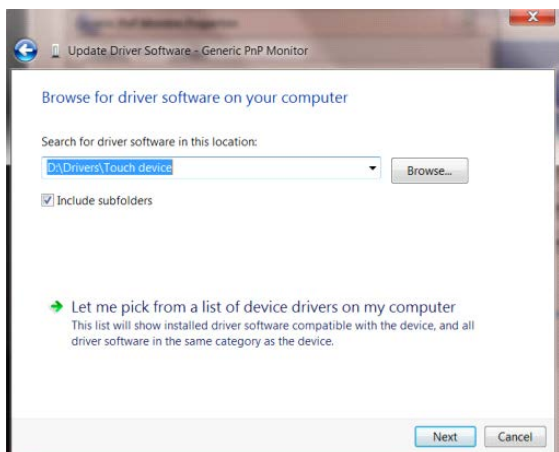 Update Driver Software - Generic PnP Monitor
Browse for driver software on your computer
Search for driver software in this location:
D:\Drivers\Touch device
Browse...
Include subfolders
Let me pick from a list of device drivers on my computer
This list will show installed driver software compatible with the device, and all
driver software in the same category as the device.
Next
Cancel